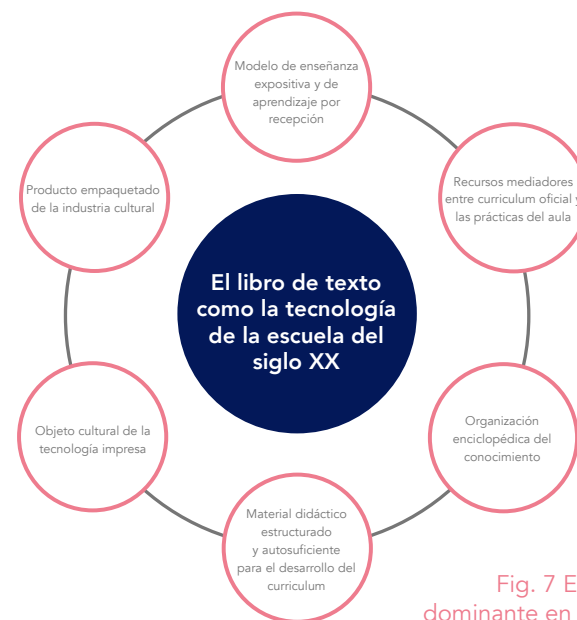 Modelo de enseñanza
expositiva y de
aprendizaje por
recepción
Recursos mediadores
entre curriculum oficial y
las prácticas del aula
Organización
enciclopédica del
conocimiento
Material didáctico
estructurado
y autosuficiente
para el desarrollo del
curriculum
Objeto cultural de la
tecnología impresa
Producto empaquetado
de la industria cultural
El libro de texto
como la tecnología
de la escuela del
siglo XX
Fig. 7 E
dominante en